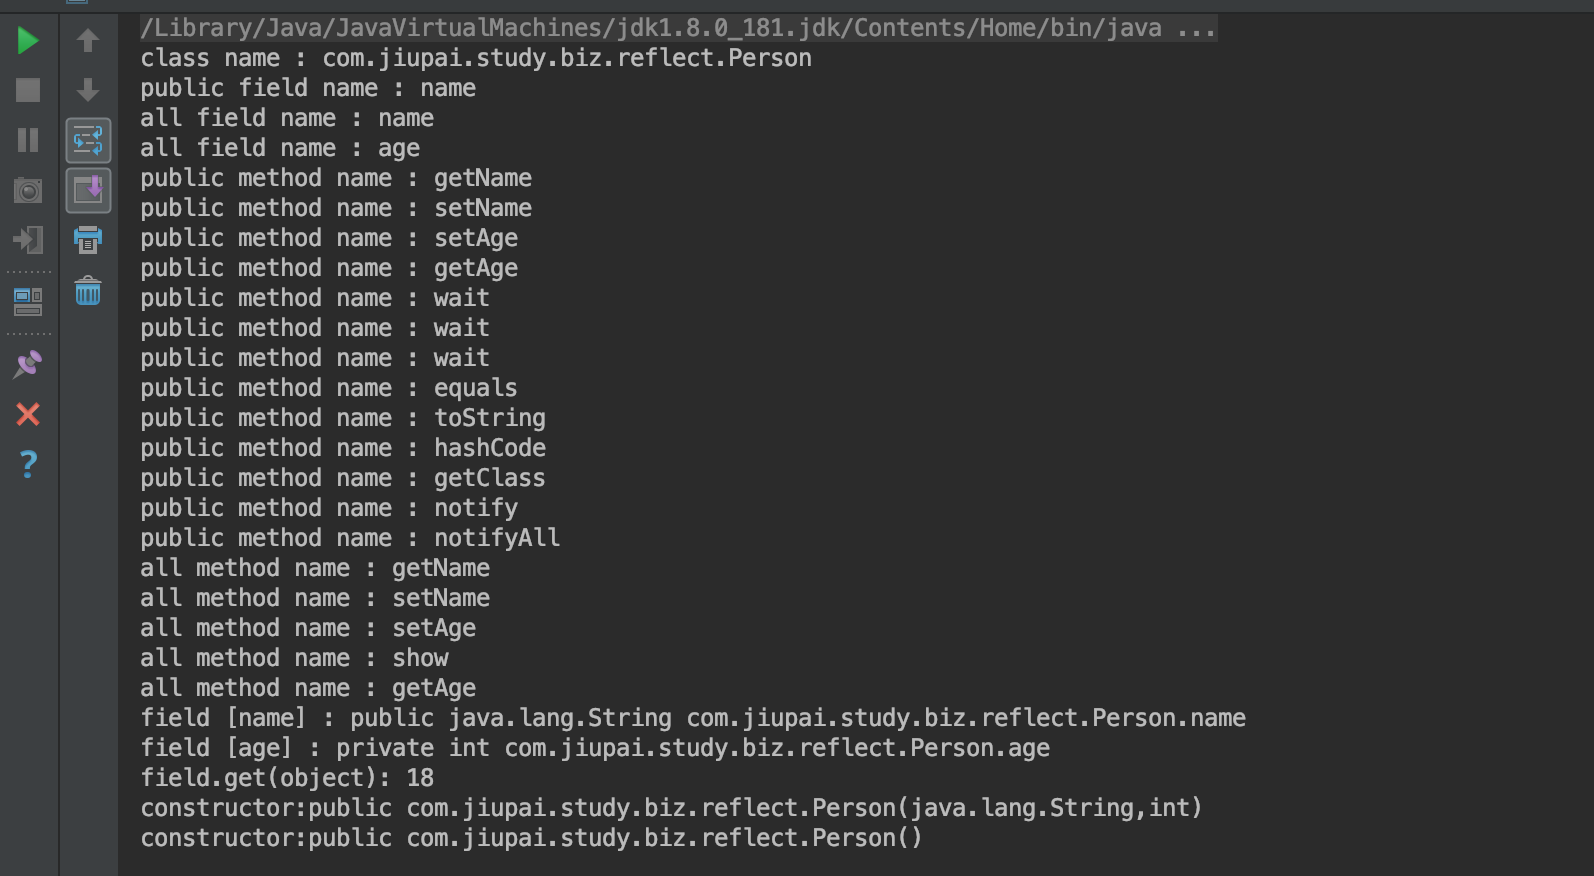 /Library/Java/JavaVirtualMachines/jdk1.8.0_181.jdk/Contents/Home/bin/java ...
class name : com.jiupai.study.biz.reflect.Person
public field name : name
all field name : name
all field name : age
public method name : getName
public method name : setName
public method name : setAge
public method name : getAge
public method name : wait
public method name : wait
public method name : wait
public method name : equals
public method name : toString
public method name : hashCode
public method name : getClass
public method name : notify
public method name : notifyAll
all method name : getName
all method name : setName
all method name : setAge
all method name : show
all method name : getAge
field [name] : public java.lang.String com.jiupai.study.biz.reflect.Person.name
field [age] : private int com.jiupai.study.biz.reflect.Person.age
field.get(object): 18
constructor:public com.jiupai.study.biz.reflect.Person(java.lang.String,int)
constructor:public com.jiupai.study.biz.reflect.Person()